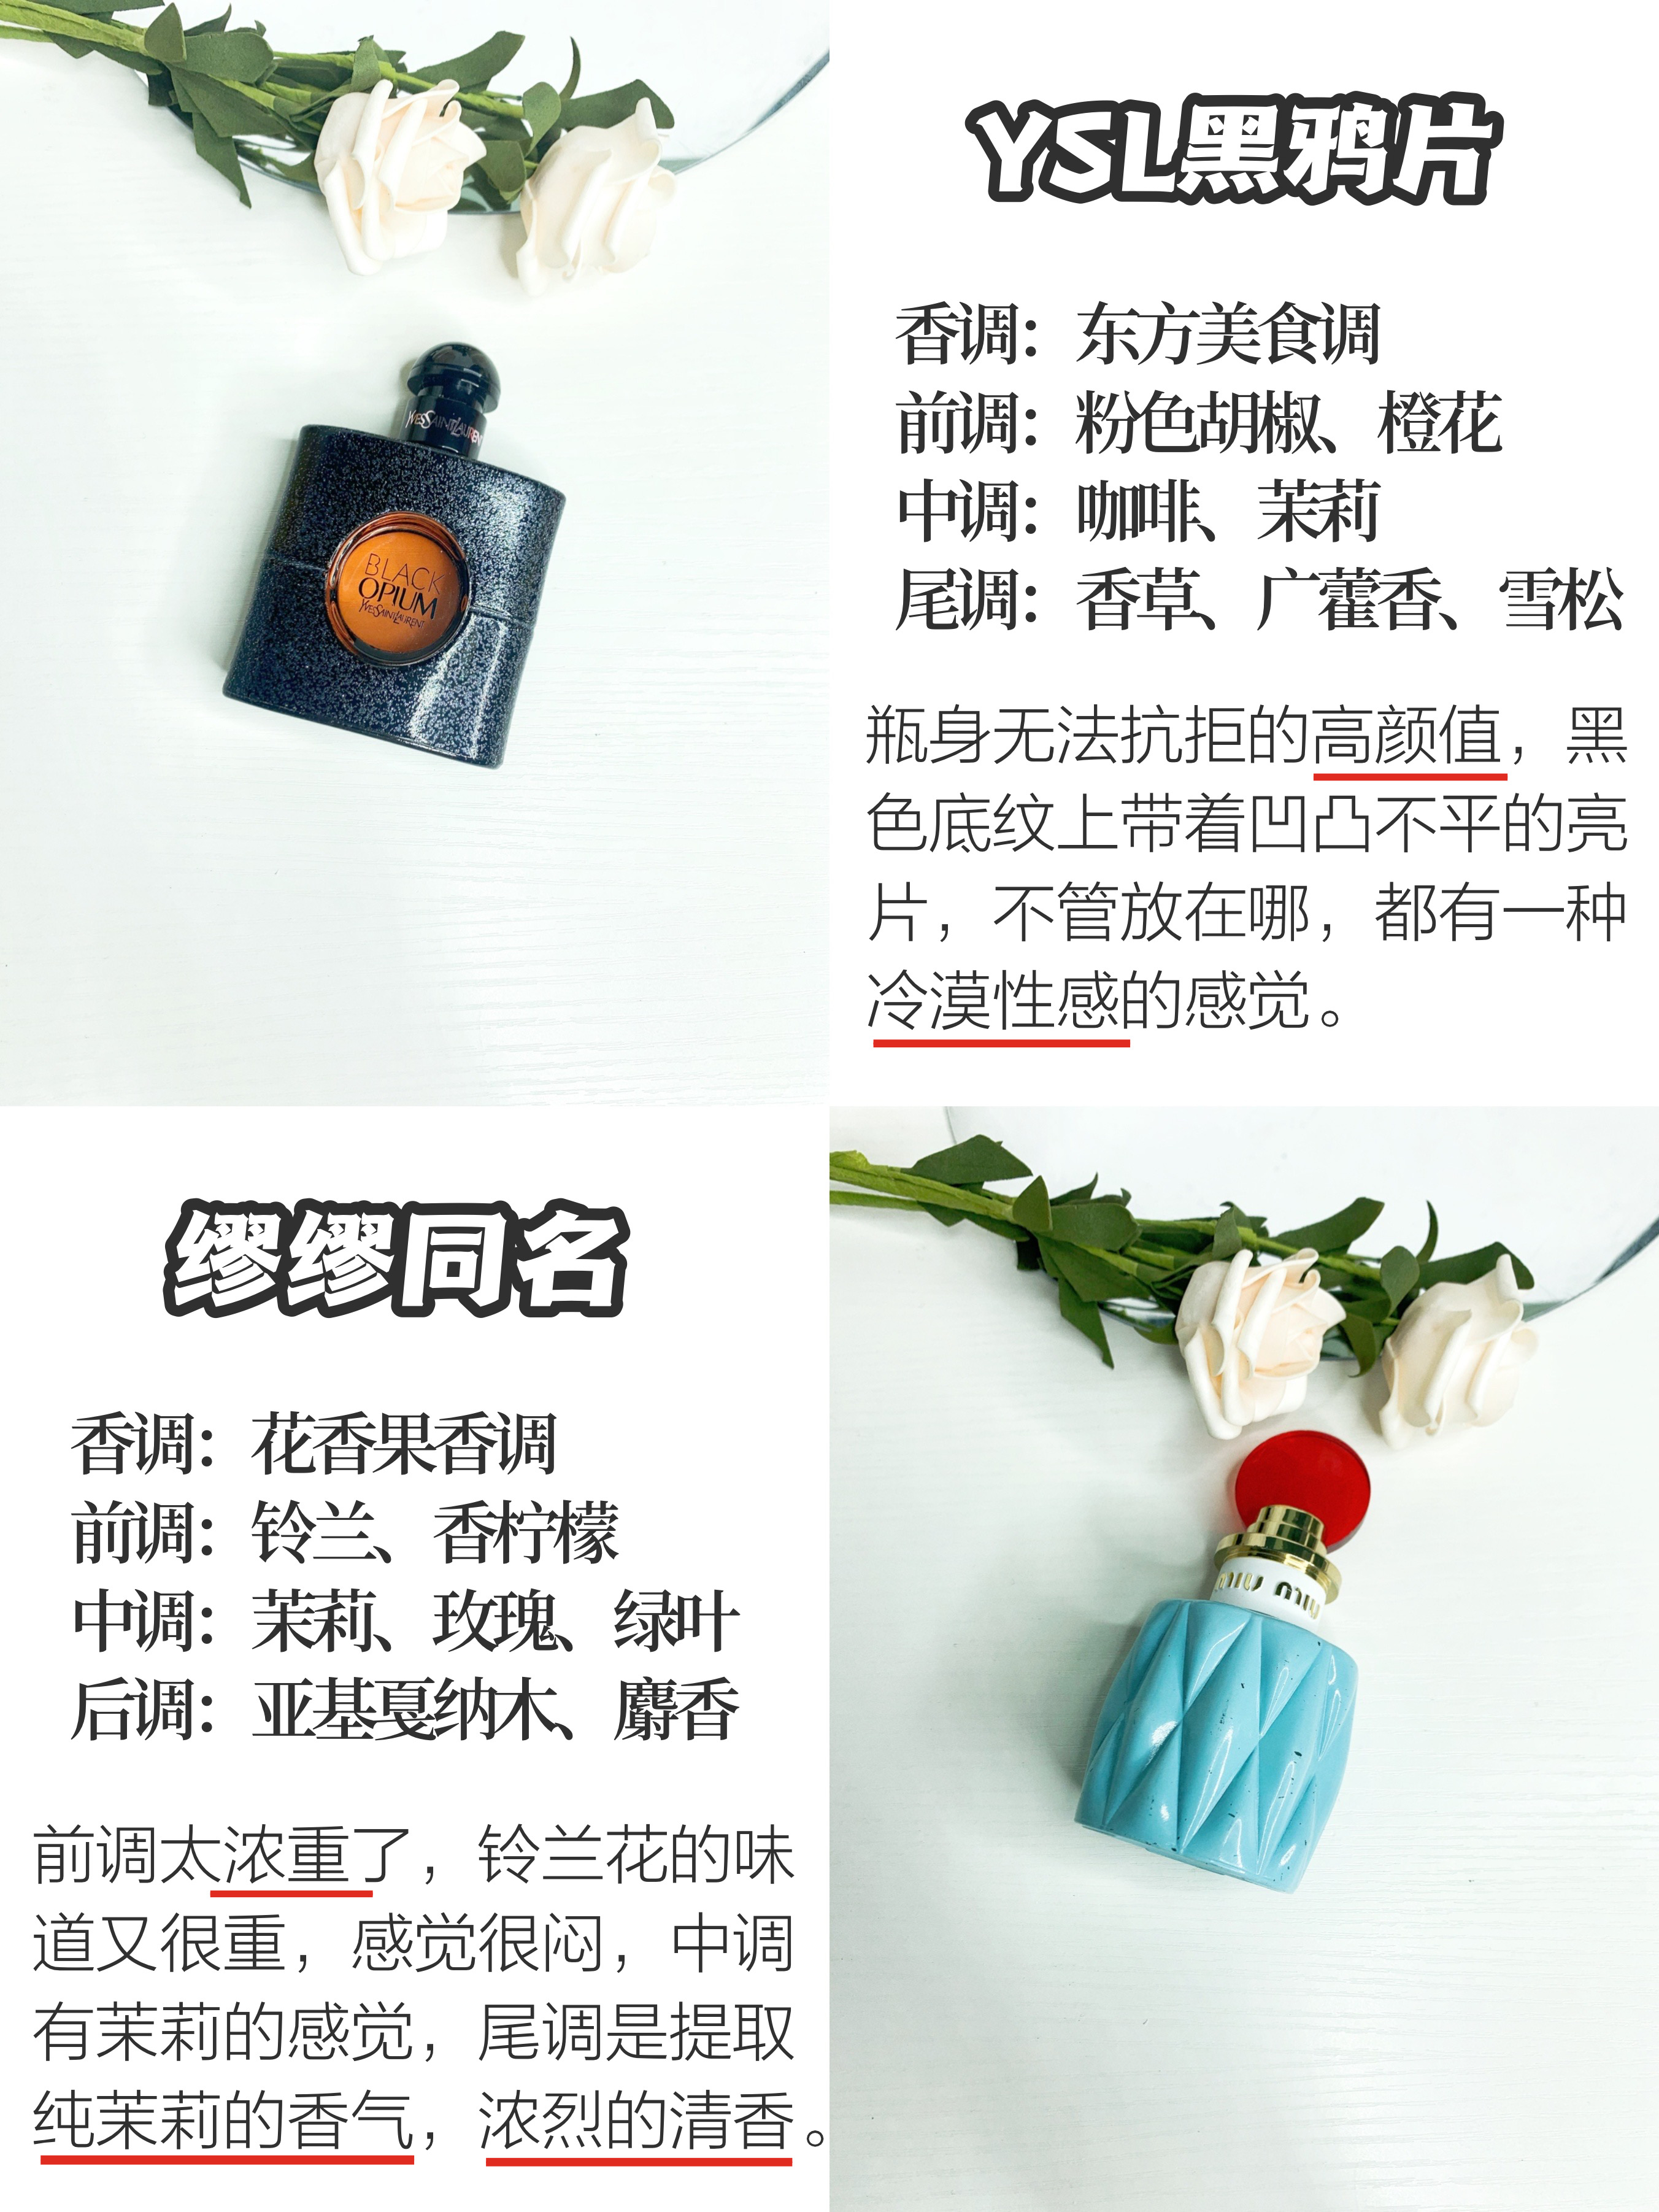 YVESSAINTLAUREN
BLACK
OPIUM
YVESSAINTLAURENT
YSL黑鸦片
香调：东方美食调
前调：粉色胡椒、橙花
中调：咖啡、茉莉
尾调：香草、广藿香、雪松
瓶身无法抗拒的高颜值，黑
色底纹上带着凹凸不平的亮
片，不管放在哪，都有一种
冷漠性感的感觉。
缪缪同名
香调：花香果香调
前调：铃兰、香柠檬
中调：茉莉、玫瑰、绿叶
后调：亚基戛纳木、麝香
前调太浓重了，铃兰花的味
道又很重，感觉很闷，中调
有茉莉的感觉，尾调是提取
纯茉莉的香气，浓烈的清香。
miu miu